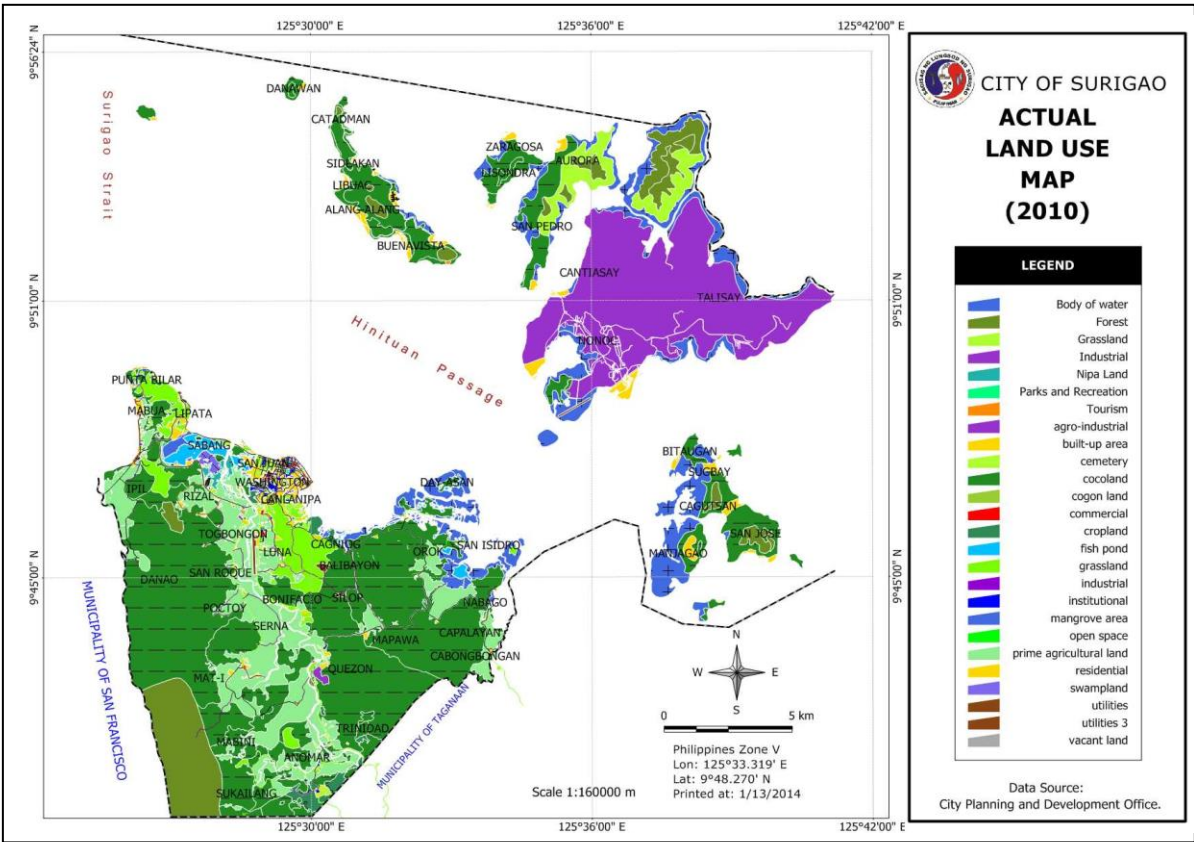 125°30'00" E
125°36'00" E
125°42'00" E
9°56'24" N
9°51'00" N
9°45'00" N
9°51'00" N
9°45'00" N
Surigao Strait
Hinituan Passage
DANAWAN
CATADMAN
SIDLAKAN
LIBUAC
ALANG-ALANG
BUENAVISTA
ZARAGOSA
LISONDRA
AURORA
SAN PEDRO
CANTIASAY
TALISAY
NONOC
PUNTA BILAR
MABUA
LIPATA
SABANG
SAN JUAN
WASHINGTON
CANLANIPA
IPIL
RIZAL
TOGBONGON
LUNA
CAGNIOG
BALIBAYON
DAY-ASAN
OROK
SAN ISIDRO
DANAO
SAN ROQUE
BONIFACIO
SILOP
NABAGO
POCTOY
SERNA
MAPAWA
CAPALAYAN
CABONGBONGAN
MAT-I
QUEZON
TRINIDAD
MABINI
ANOMAR
SUKAILANG
BITAUGAN
SUGBAY
CAGUTSAN
SAN JOSE
MANJAGAO
MUNICIPALITY OF SAN FRANCISCO
MUNICIPALITY OF TAGANAAN
N
W E
S
0 5 km
Philippines Zone V
Lon: 125°33.319' E
Lat: 9°48.270' N
Printed at: 1/13/2014
Scale 1:160000 m
125°30'00" E
125°36'00" E
125°42'00" E
CITY OF SURIGAO
ACTUAL
LAND USE
MAP
(2010)
LEGEND
Body of water
Forest
Grassland
Industrial
Nipa Land
Parks and Recreation
Tourism
agro-industrial
built-up area
cemetery
cocoland
cogon land
commercial
cropland
fish pond
grassland
industrial
institutional
mangrove area
open space
prime agricultural land
residential
swampland
utilities
utilities 3
vacant land
Data Source:
City Planning and Development Office.